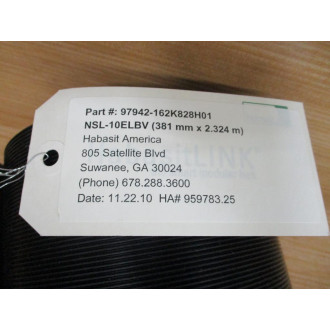 Part #: 97942-162K828H01
NSL-10ELBV (381 mm x 2.324 m)
Habasit America
805 Satellite Blvd
Suwanee, GA 30024
(Phone) 678.288.3600
Date: 11.22.10 HA# 959783.25